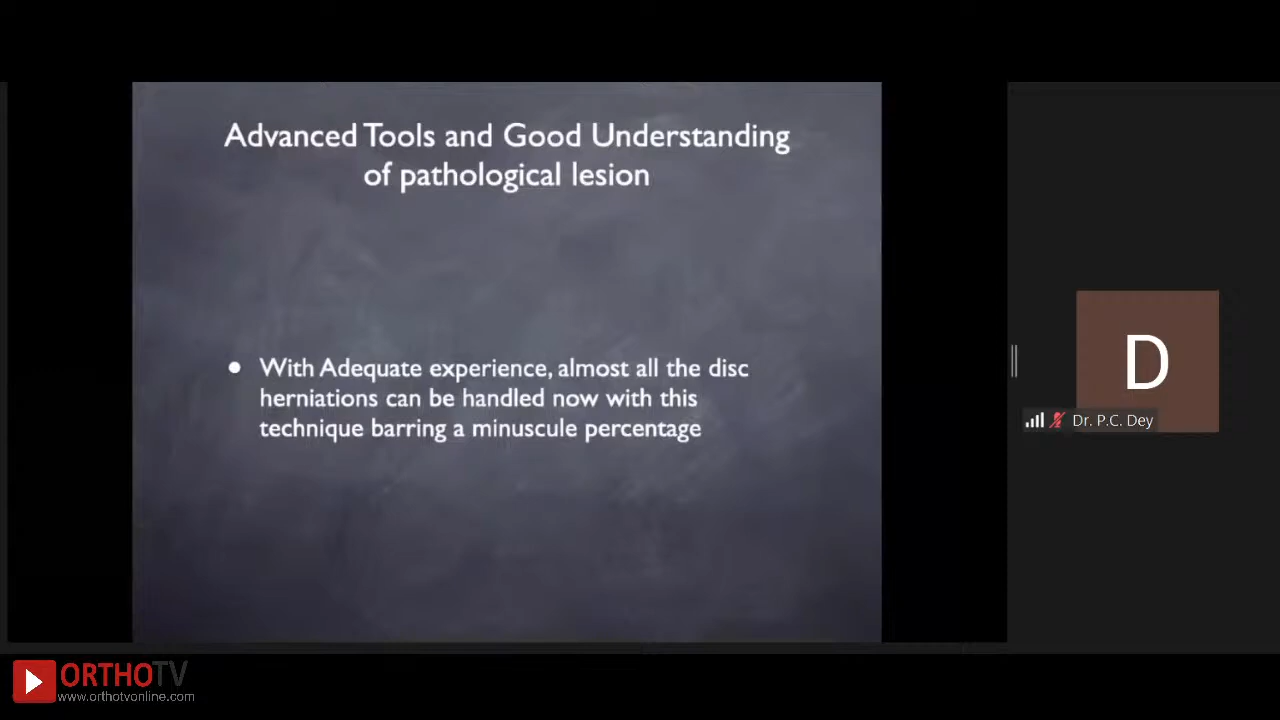 Advanced Tools and Good Understanding
of pathological lesion
With Adequate experience, almost all the disc
herniations can be handled now with this
technique barring a minuscule percentage
D
Dr. P.C. Dey
ORTHOTV
www.orthotvonline.com